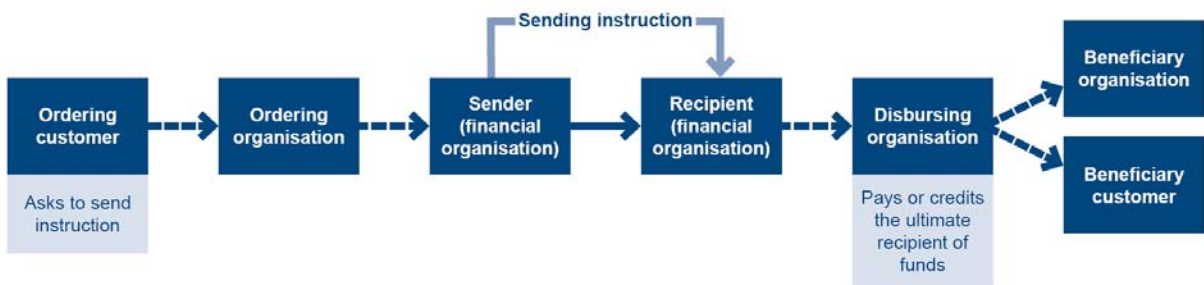 Sending instruction
Ordering
customer
Asks to send
instruction
Ordering
organisation
Sender
(financial
organisation)
Recipient
(financial
organisation)
Disbursing
organisation
Pays or credits
the ultimate
recipient of
funds
Beneficiary
organisation
Beneficiary
customer